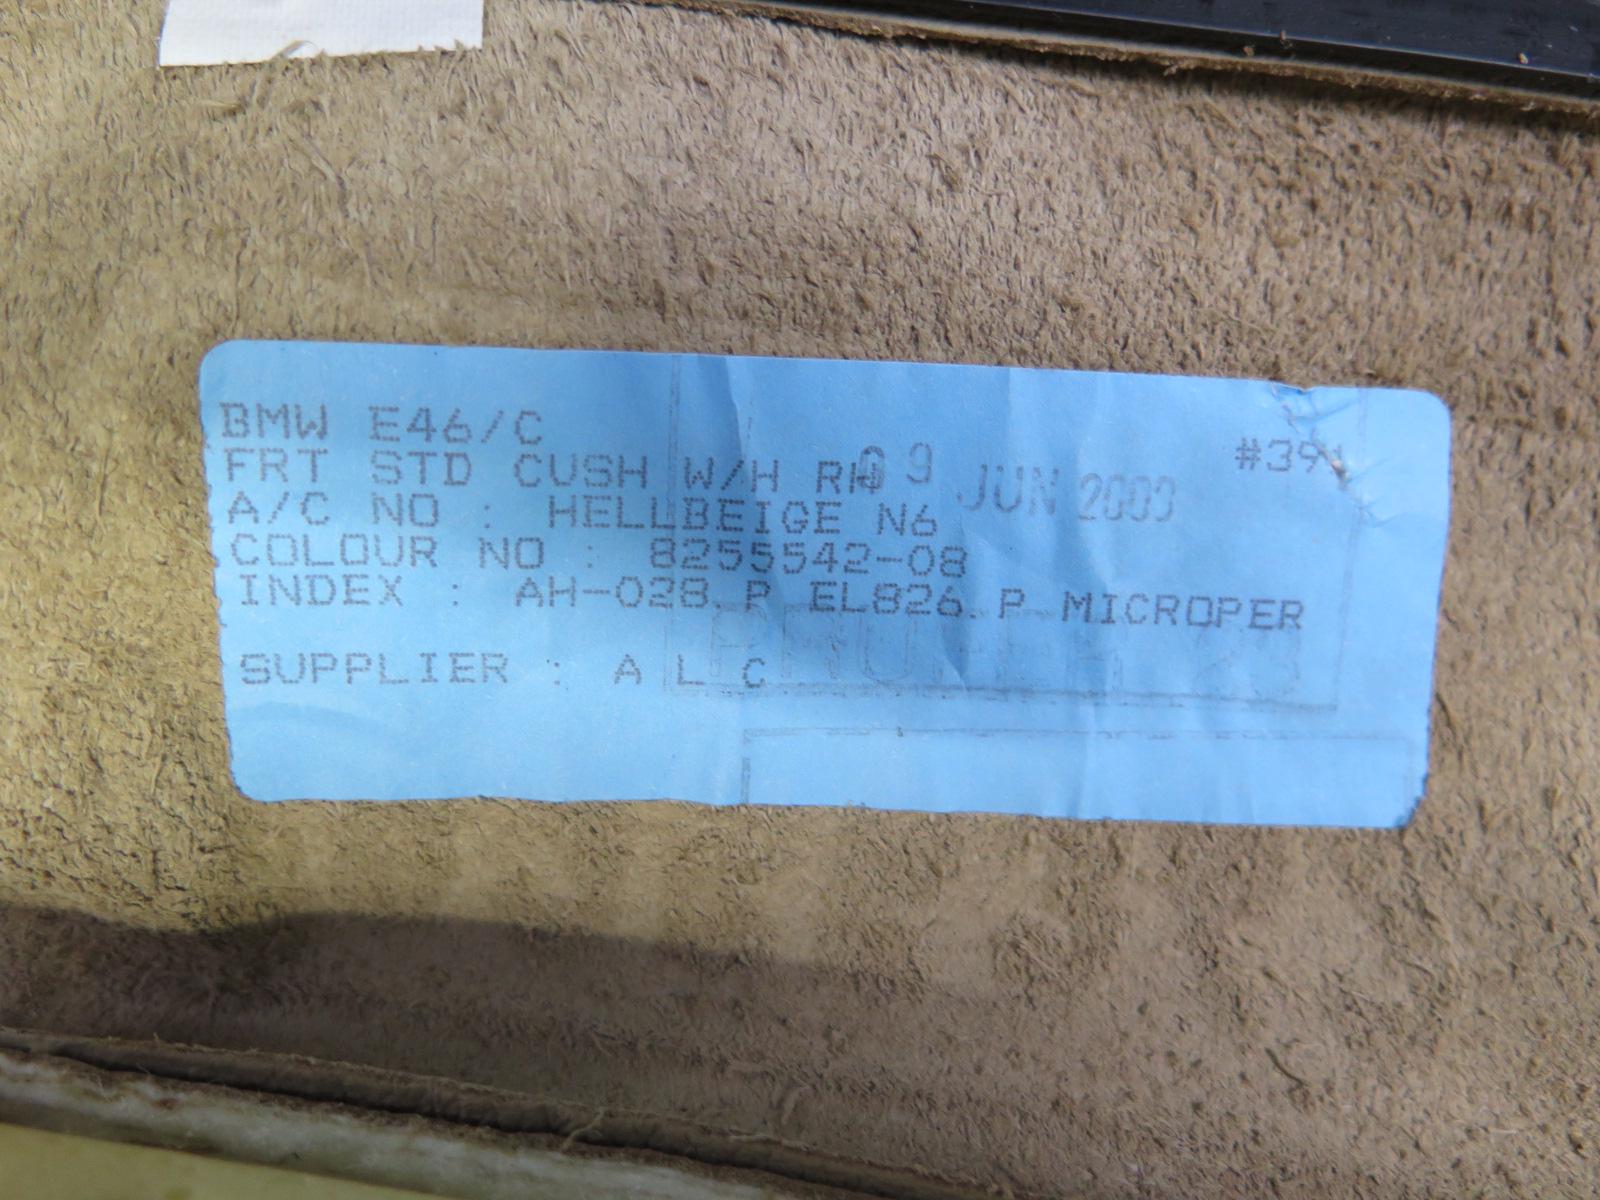 BMW E46/C
FRT STD CUSH W/H RH
09 JUN 2000
A/C NO : HELLBEIGE N6
COLOUR NO : 8255542-08
INDEX : AH-028.P EL826.P MICROPER
SUPPLIER : A L C